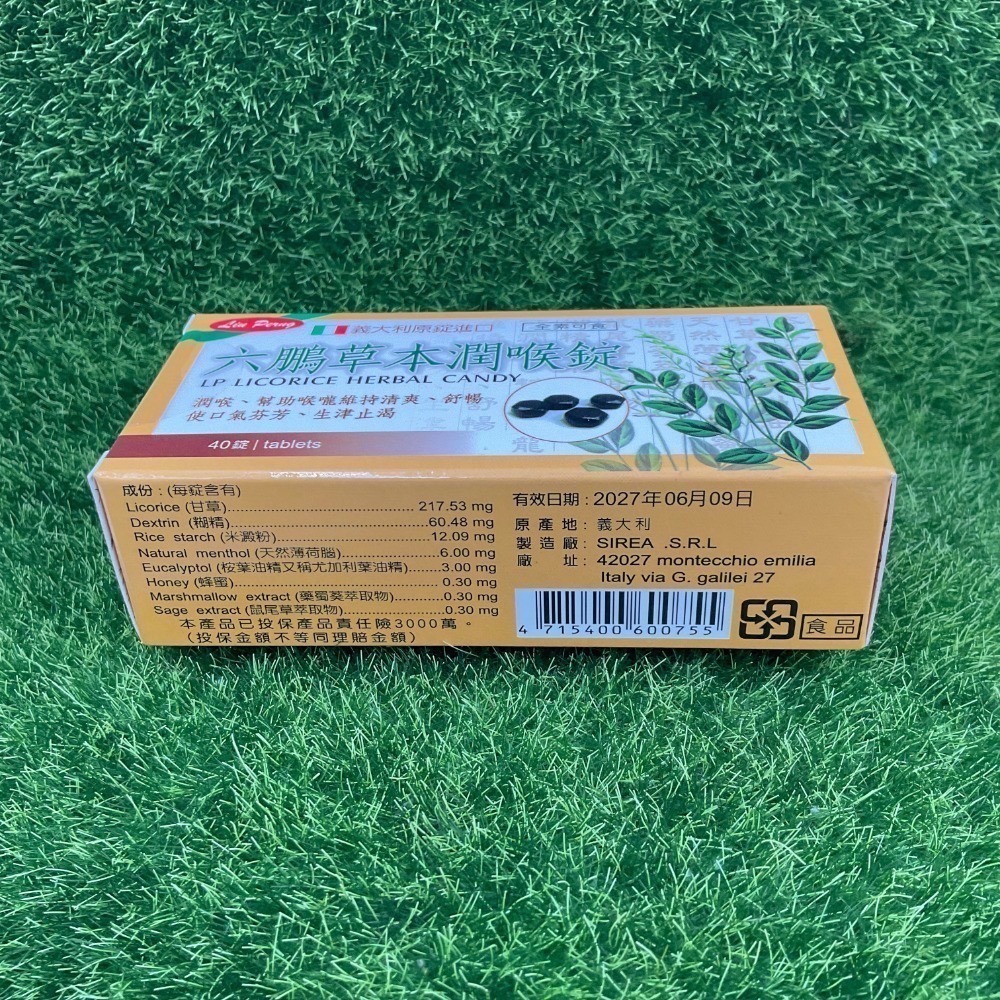 Liu Perng
義大利原錠進口
全素可食
六鵬草本潤喉錠
LP LICORICE HERBAL CANDY
潤喉、幫助喉嚨維持清爽、舒暢
使口氣芬芳、生津止渴
40錠 | tablets
成份：(每錠含有)
Licorice (甘草)........................ 217.53 mg
Dextrin (糊精)........................60.48 mg
Rice starch (米澱粉)........................12.09 mg
Natural menthol (天然薄荷腦)..............6.00 mg
Eucalyptol (桉葉油精又稱尤加利葉油精)........3.00 mg
Honey (蜂蜜)........................ 0.30 mg
Marshmallow extract (藥蜀葵萃取物).........0.30 mg
Sage extract (鼠尾草萃取物)...............0.30 mg
本產品已投保產品責任險3000萬。
(投保金額不等同理賠金額)
有效日期：2027年06月09日
原產地：義大利
製造廠：SIREA .S.R.L
廠址：42027 montecchio emilia
Italy via G. galilei 27
4 715400 600755
食品